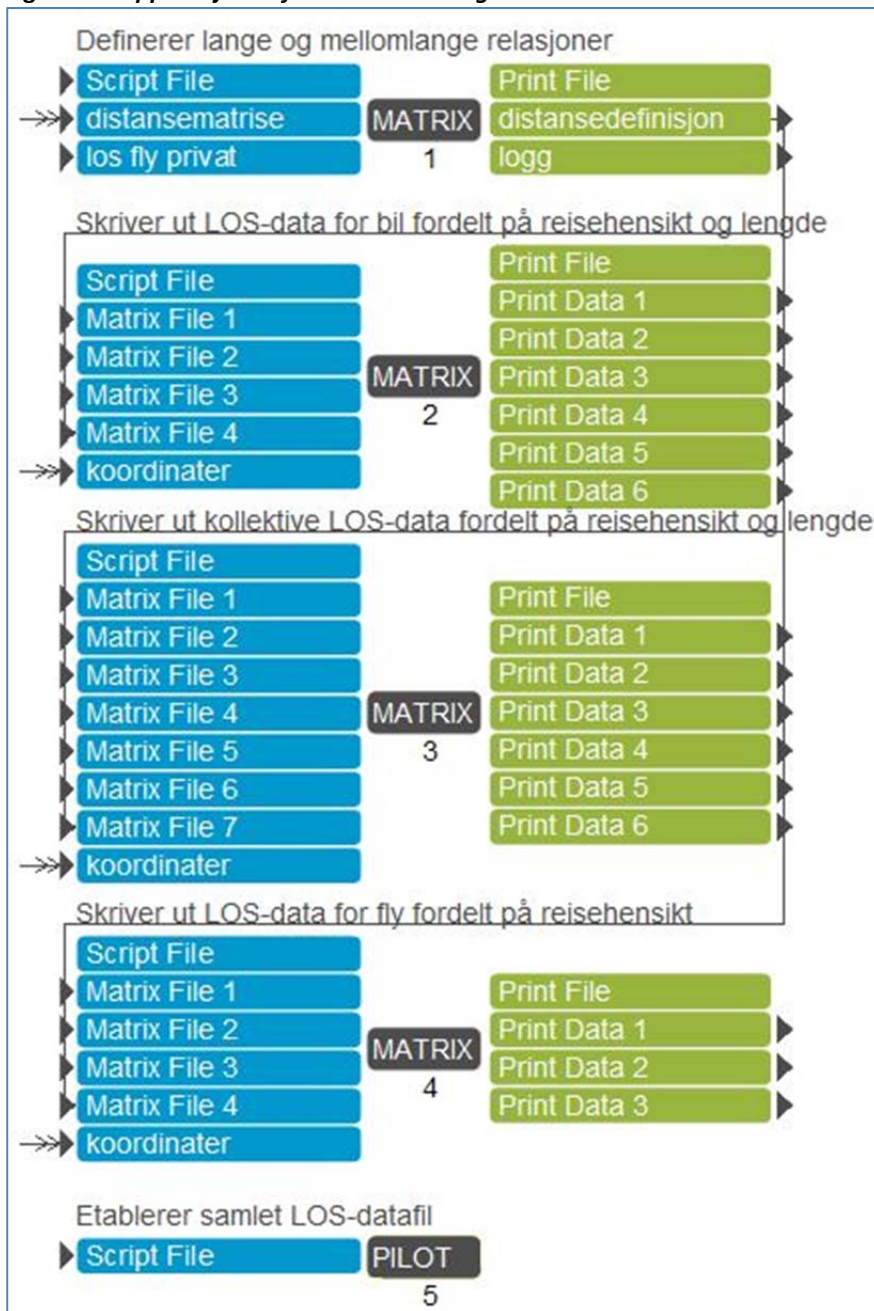 Definerer lange og mellomlange relasjoner
Script File
distansematrise
los fly privat
MATRIX
1
Print File
distansedefinisjon
logg
Skriver ut LOS-data for bil fordelt på reisehensikt og lengde
Script File
Matrix File 1
Matrix File 2
Matrix File 3
Matrix File 4
koordinater
MATRIX
2
Print File
Print Data 1
Print Data 2
Print Data 3
Print Data 4
Print Data 5
Print Data 6
Skriver ut kollektive LOS-data fordelt på reisehensikt og lengde
Script File
Matrix File 1
Matrix File 2
Matrix File 3
Matrix File 4
Matrix File 5
Matrix File 6
Matrix File 7
koordinater
MATRIX
3
Print File
Print Data 1
Print Data 2
Print Data 3
Print Data 4
Print Data 5
Print Data 6
Skriver ut LOS-data for fly fordelt på reisehensikt
Script File
Matrix File 1
Matrix File 2
Matrix File 3
Matrix File 4
koordinater
MATRIX
4
Print File
Print Data 1
Print Data 2
Print Data 3
Etablerer samlet LOS-datafil
Script File
PILOT
5